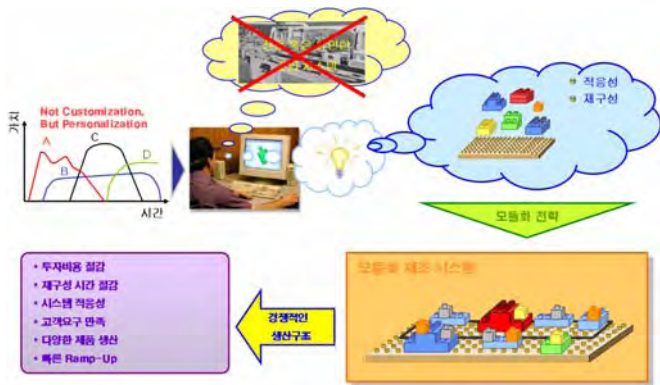 Not Customization,
But Personalization
가치
A
B
C
D
시간
적응성
재구성
모듈화 전략
모듈화 제조 시스템
경쟁적인
생산구조
• 투자비용 절감
• 재구성 시간 절감
• 시스템 적응성
• 고객요구 만족
• 다양한 제품 생산
• 빠른 Ramp-Up